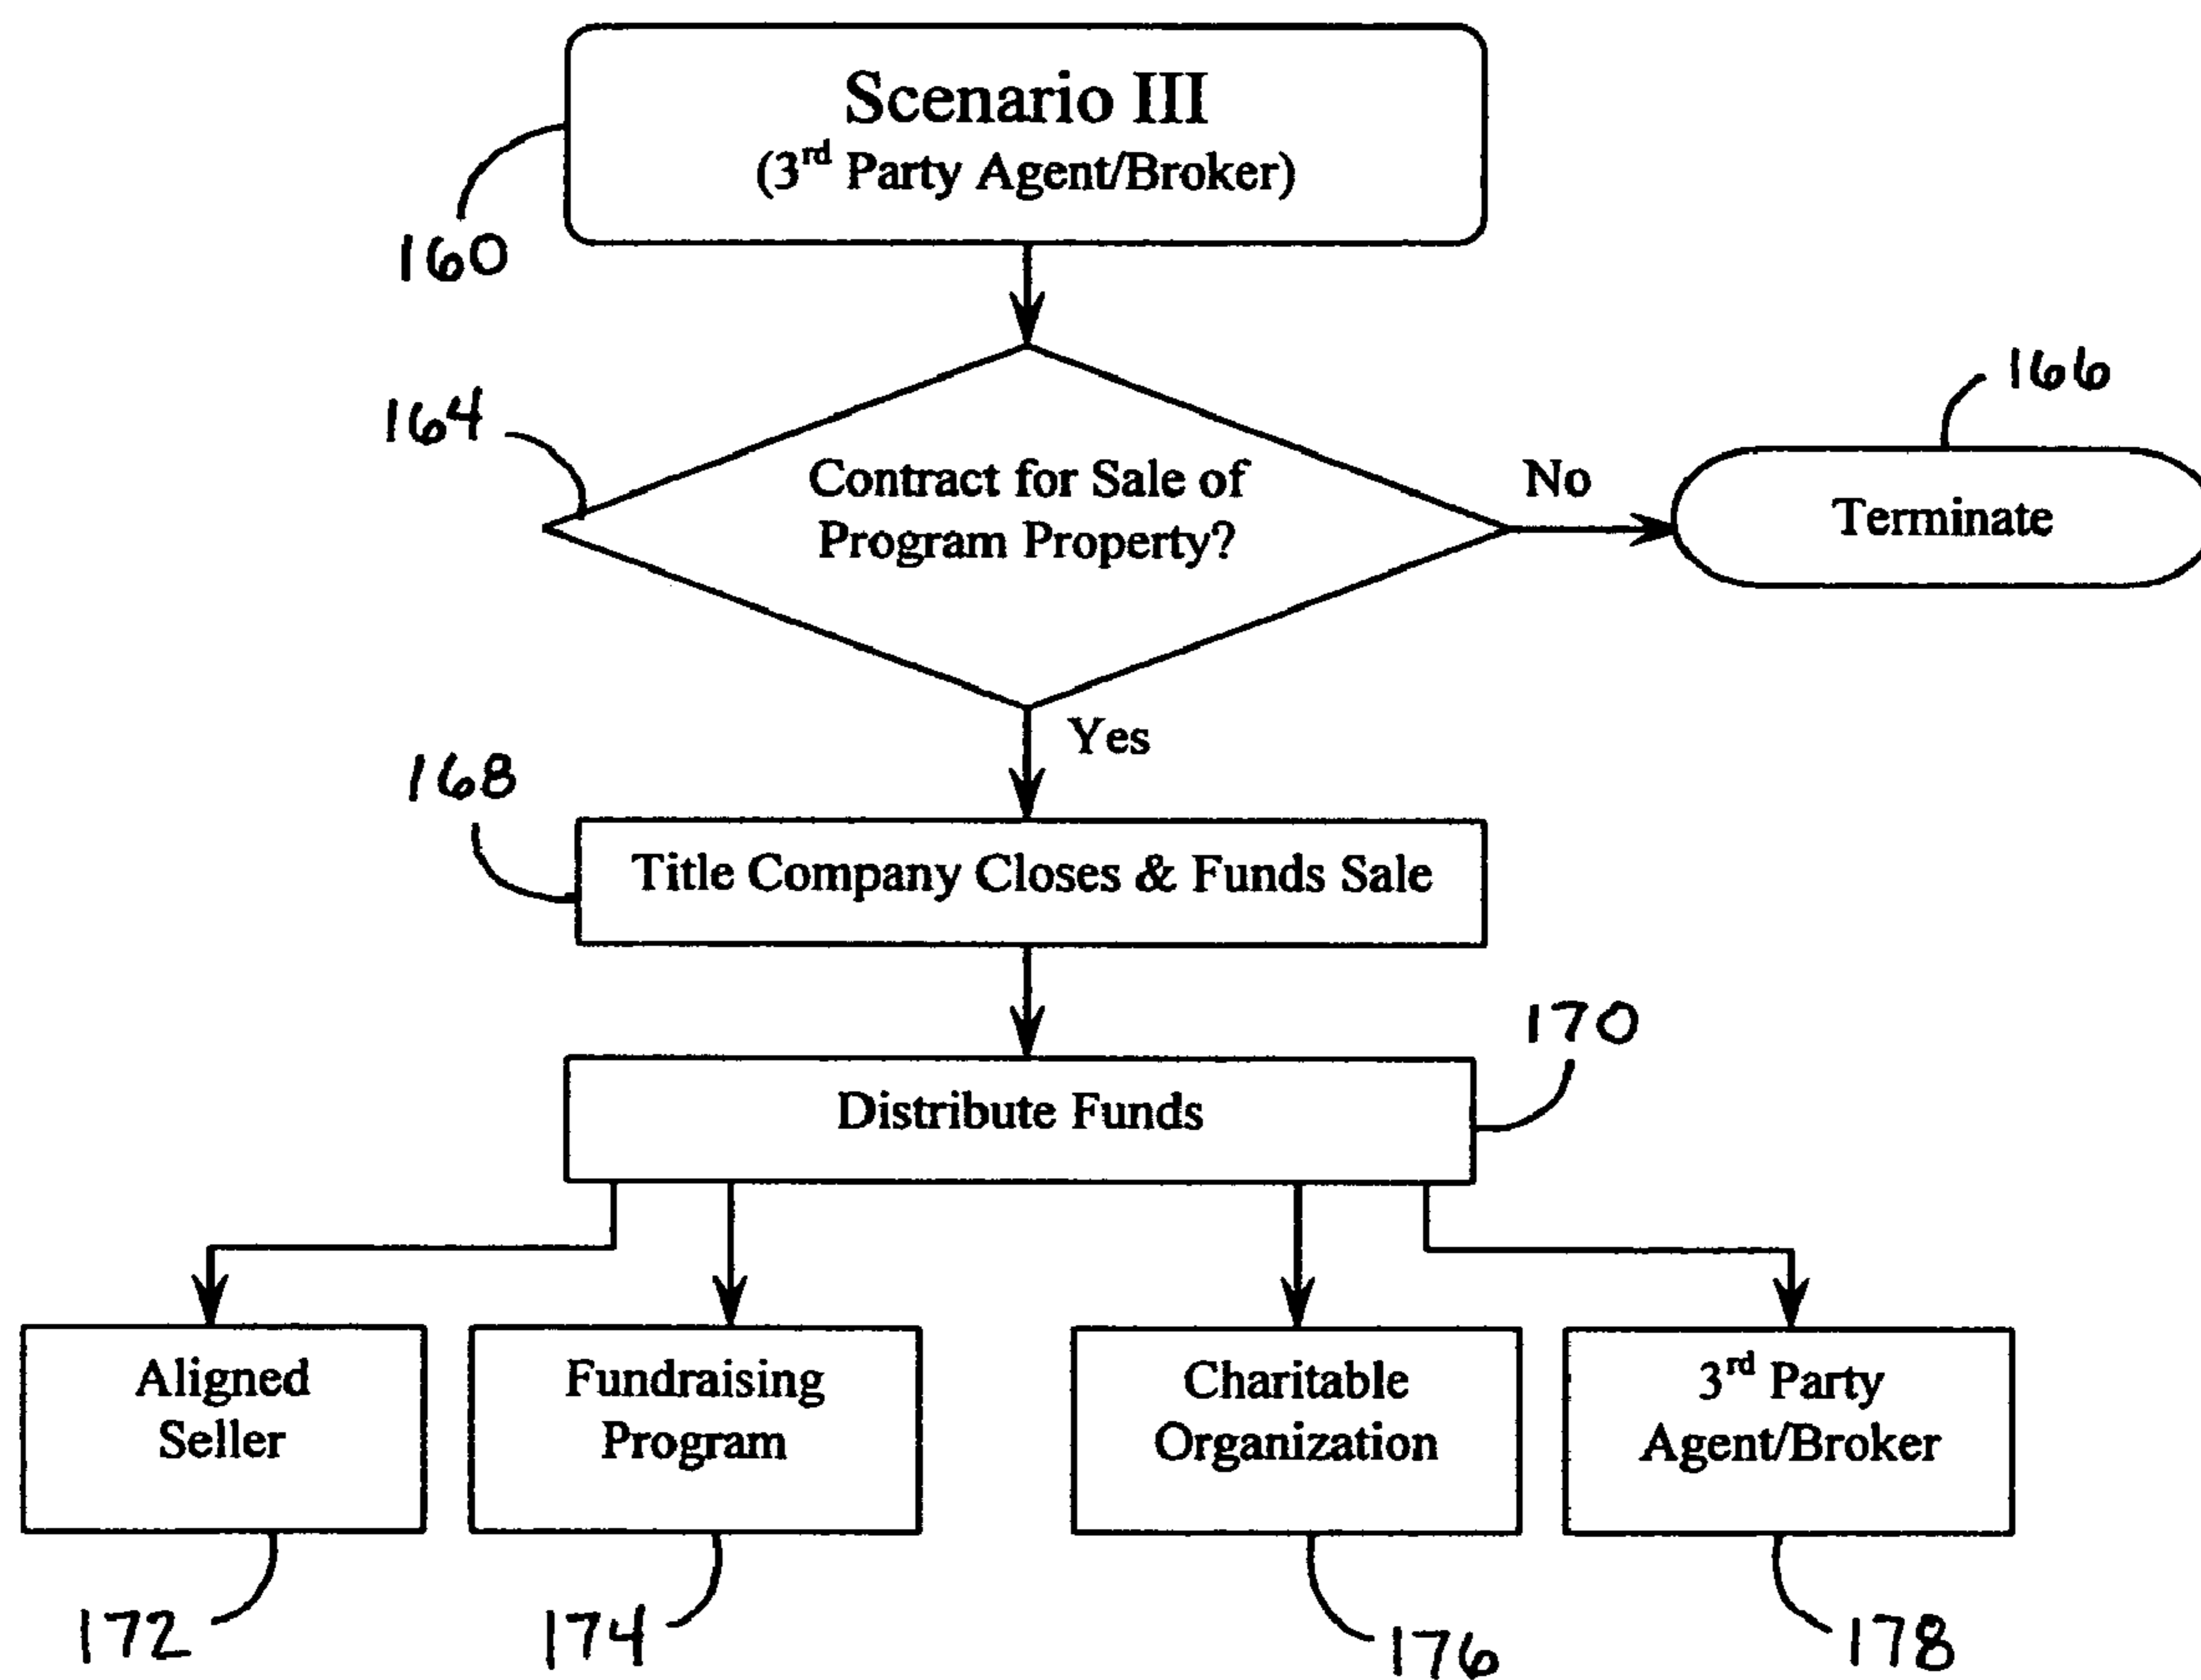 Scenario III
(3rd Party Agent/Broker)
160
166
164
Contract for Sale of
Program Property?
No
Terminate
Yes
168
Title Company Closes & Funds Sale
170
Distribute Funds
Aligned
Seller
Fundraising
Program
Charitable
Organization
3rd Party
Agent/Broker
172
174
176
178